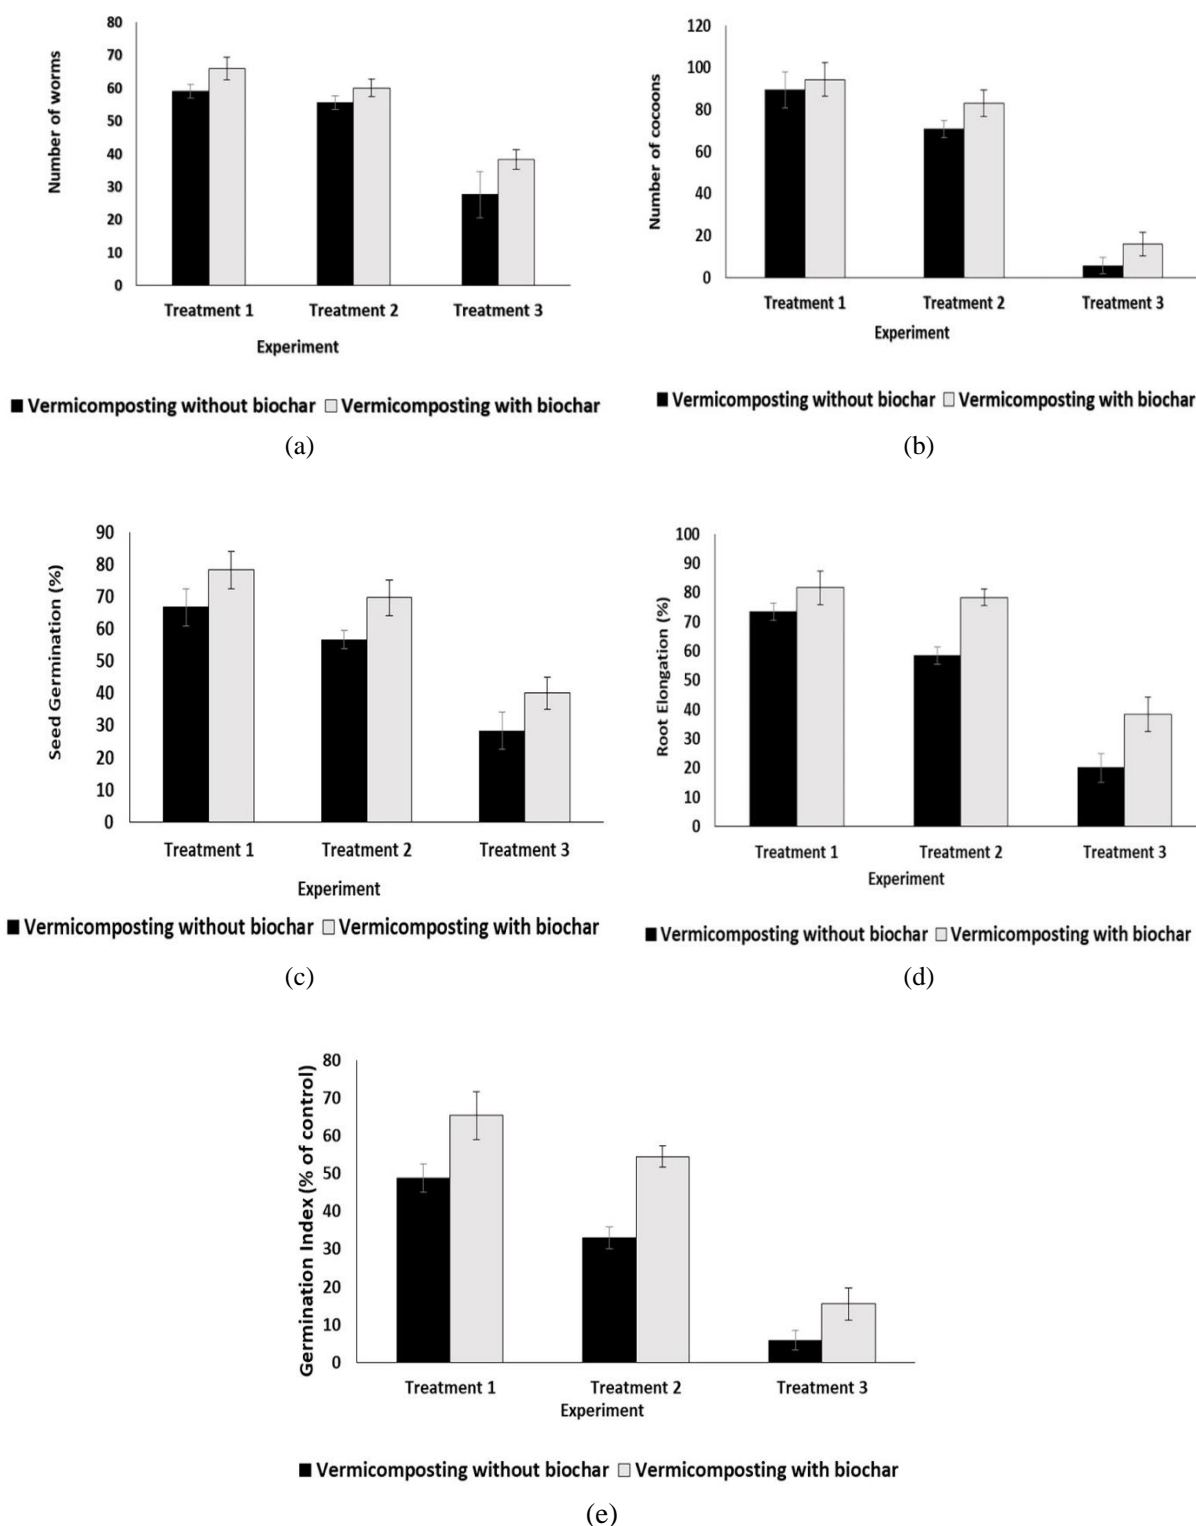 Number of worms
80
70
60
50
40
30
20
10
0
Treatment 1 Treatment 2 Treatment 3
Experiment
Vermicomposting without biochar Vermicomposting with biochar
(a)
Number of cocoons
120
100
80
60
40
20
0
Treatment 1 Treatment 2 Treatment 3
Experiment
Vermicomposting without biochar Vermicomposting with biochar
(b)
Seed Germination (%)
90
80
70
60
50
40
30
20
10
0
Treatment 1 Treatment 2 Treatment 3
Experiment
Vermicomposting without biochar Vermicomposting with biochar
(c)
Root Elongation (%)
100
90
80
70
60
50
40
30
20
10
0
Treatment 1 Treatment 2 Treatment 3
Experiment
Vermicomposting without biochar Vermicomposting with biochar
(d)
Germination Index (% of control)
80
70
60
50
40
30
20
10
0
Treatment 1 Treatment 2 Treatment 3
Experiment
Vermicomposting without biochar Vermicomposting with biochar
(e)